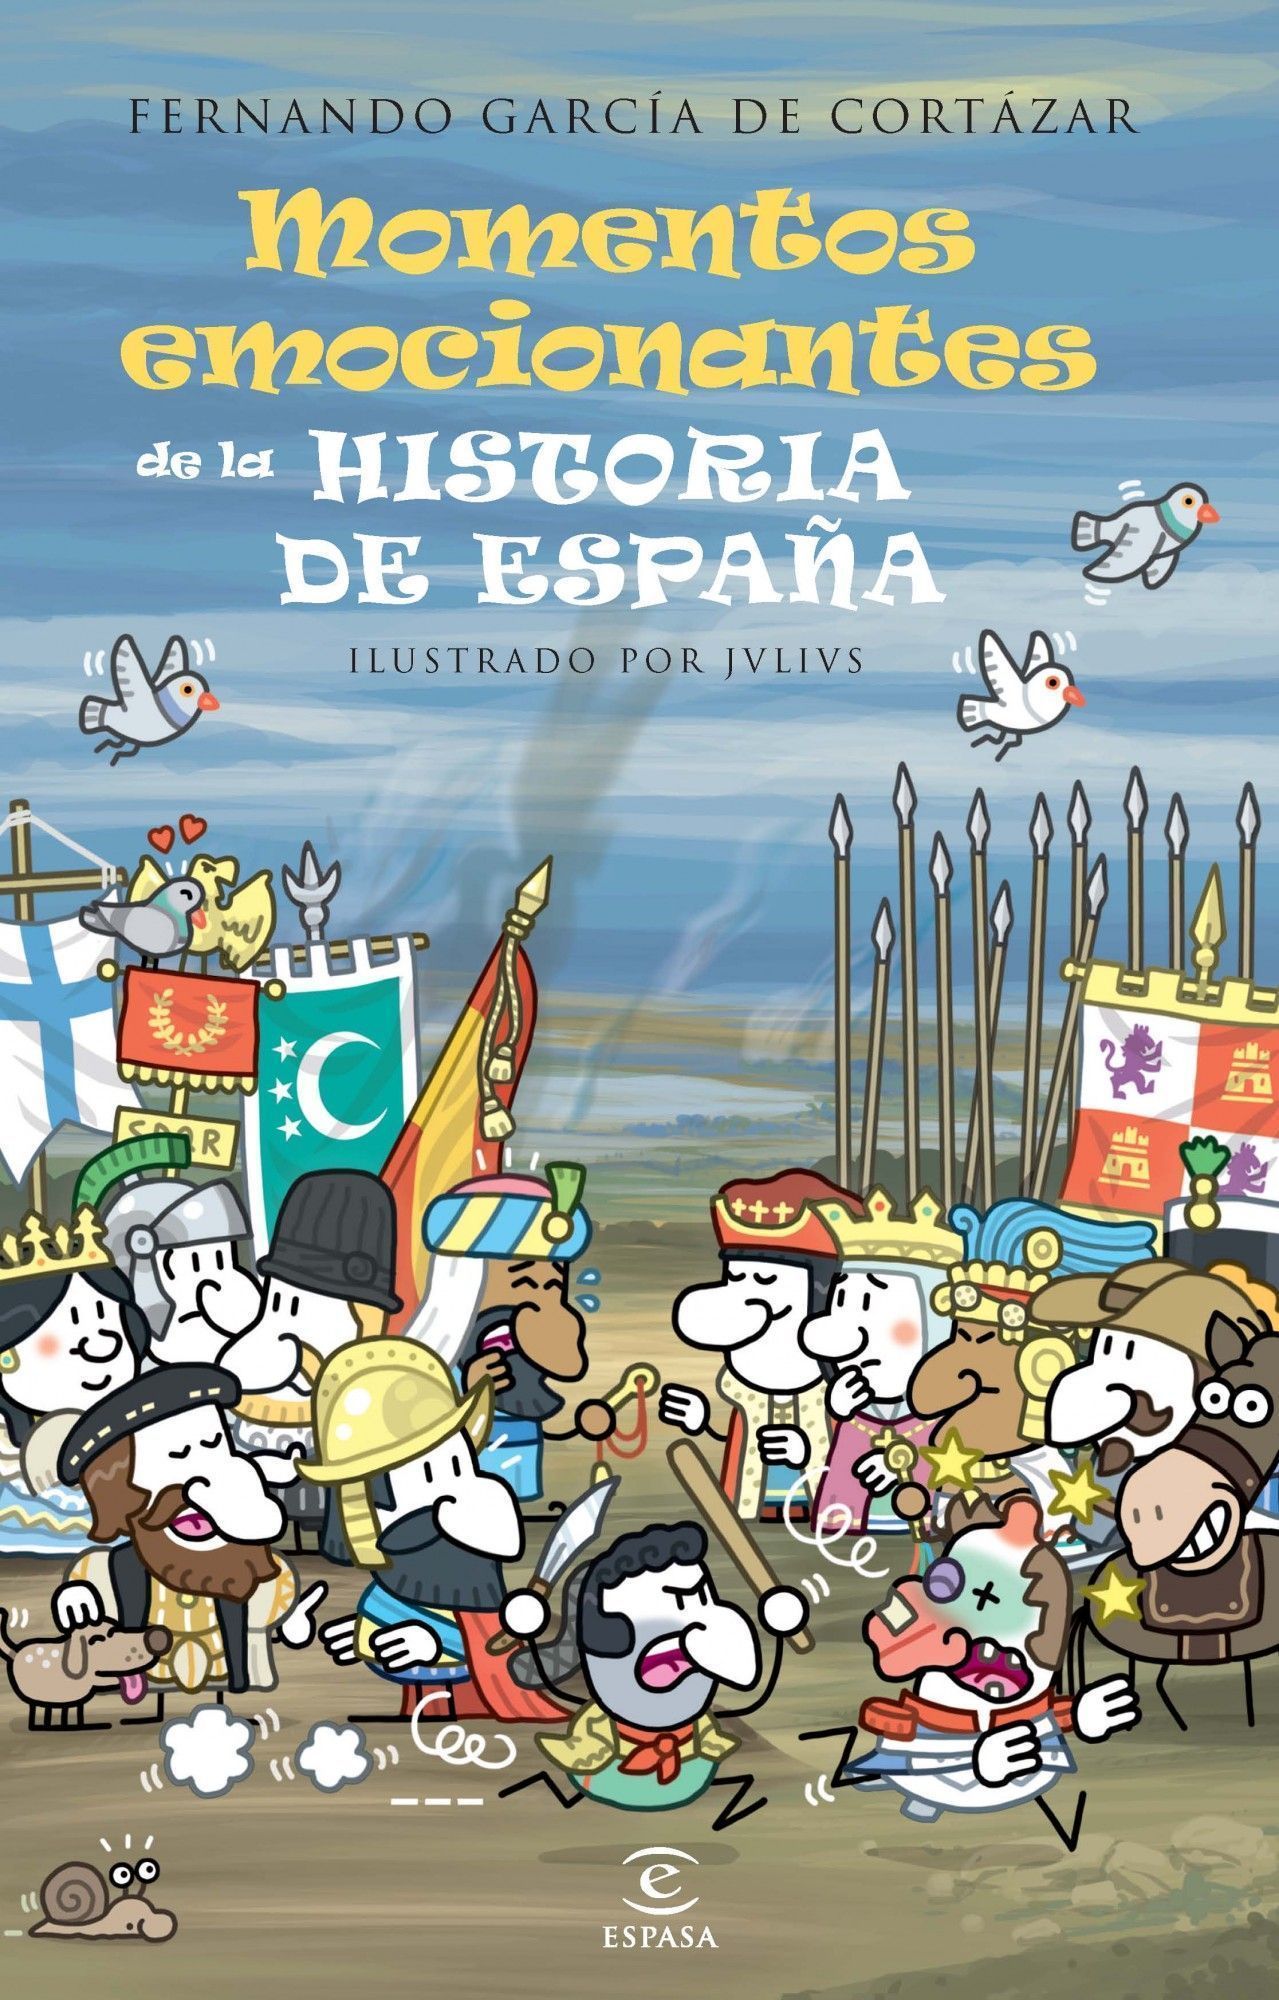 FERNANDO GARCÍA DE CORTÁZAR
Momentos
emocionantes
de la HISTORIA
DE ESPAÑA
ILUSTRADO POR JVLIVS
SPQR
e
ESPASA